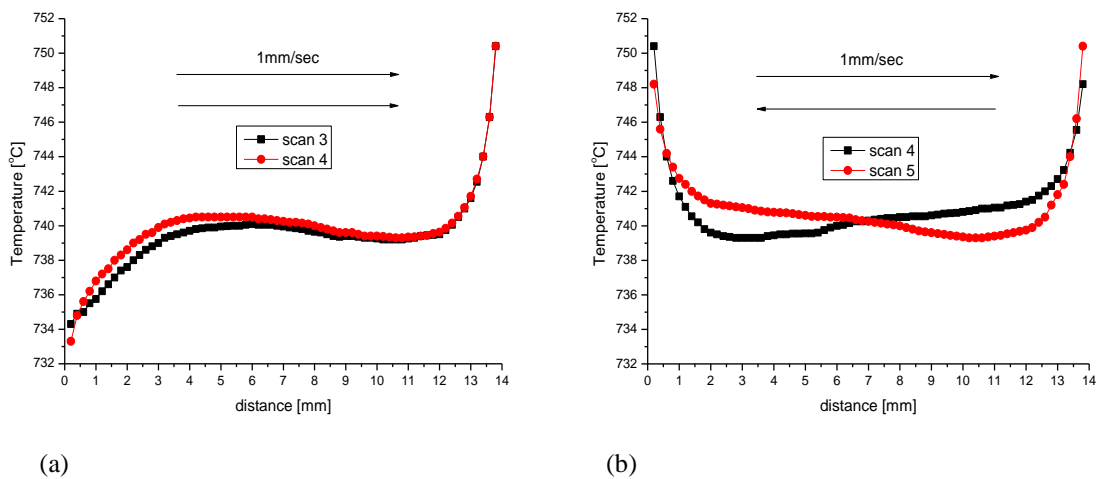 752
750
748
746
744
742
740
738
736
734
732
Temperature [°C]
1mm/sec
scan 3
scan 4
0 1 2 3 4 5 6 7 8 9 10 11 12 13 14
distance [mm]
(a)
752
750
748
746
744
742
740
738
736
734
732
Temperature [°C]
1mm/sec
scan 4
scan 5
0 1 2 3 4 5 6 7 8 9 10 11 12 13 14
distance [mm]
(b)